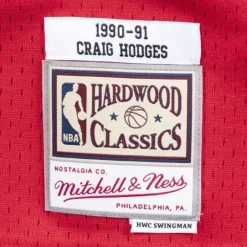 1990-91
CRAIG HODGES
HARDWOOD
NBA
CLASSICS
NOSTALGIA CO.
Mitchell & Ness
PHILADELPHIA, PA.
HWC SWINGMAN